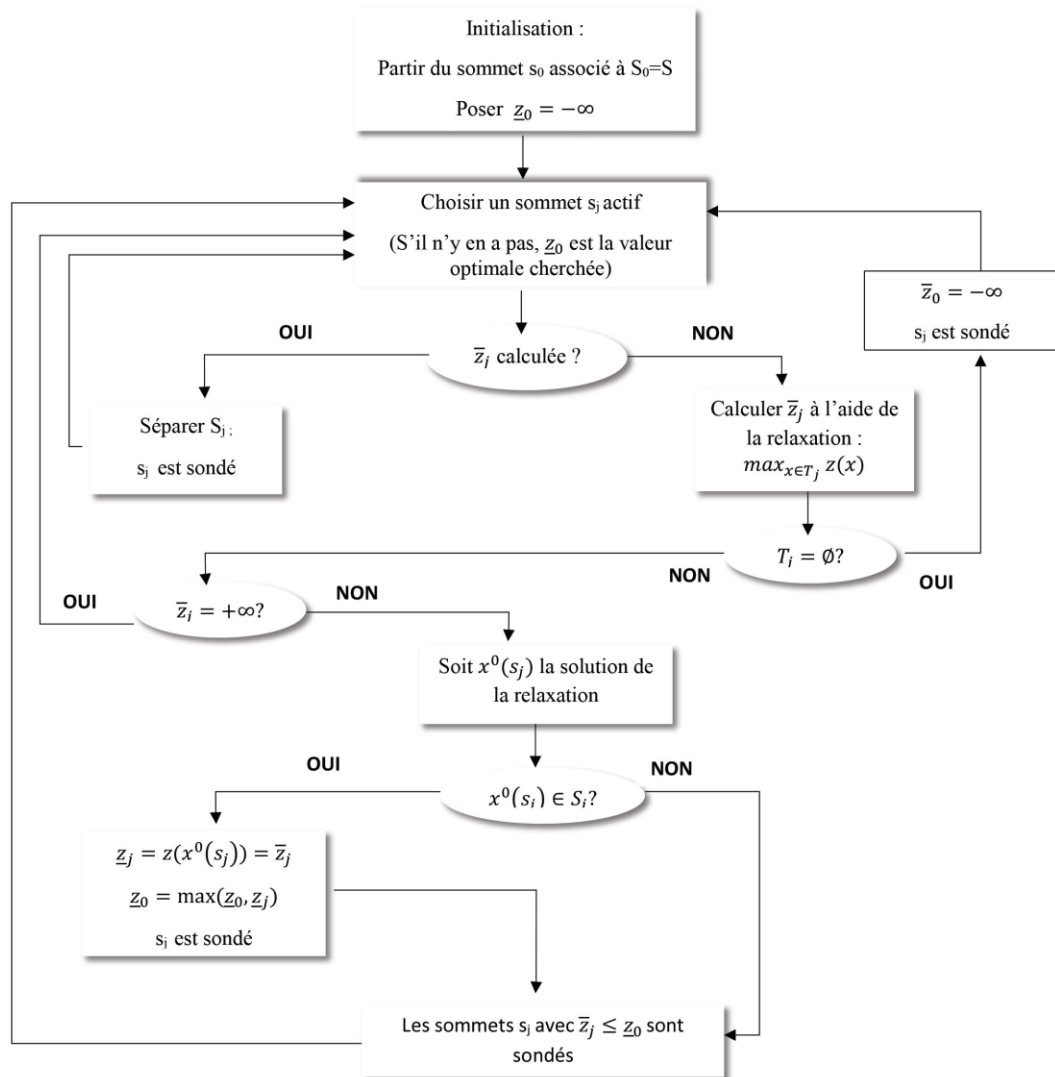 Initialisation :
Partir du sommet s₀ associé à S₀=S
Poser z̲₀ = −∞
Choisir un sommet sⱼ actif
(S’il n’y en a pas, z̲₀ est la valeur
optimale cherchée)
z̅₀ = −∞
sⱼ est sondé
OUI
NON
z̅ⱼ calculée ?
Séparer Sⱼ ;
sⱼ est sondé
Calculer z̅ⱼ à l’aide de
la relaxation :
maxₓ∈Tⱼ z(x)
Tᵢ = ∅?
NON
OUI
OUI
NON
z̅ᵢ = +∞?
Soit x⁰(sⱼ) la solution de
la relaxation
OUI
NON
x⁰(sᵢ) ∈ Sᵢ?
z̲ⱼ = z(x⁰(sⱼ)) = z̅ⱼ
z̲₀ = max(z̲₀, z̲ⱼ)
sⱼ est sondé
Les sommets sⱼ avec z̅ⱼ ≤ z̲₀ sont
sondés